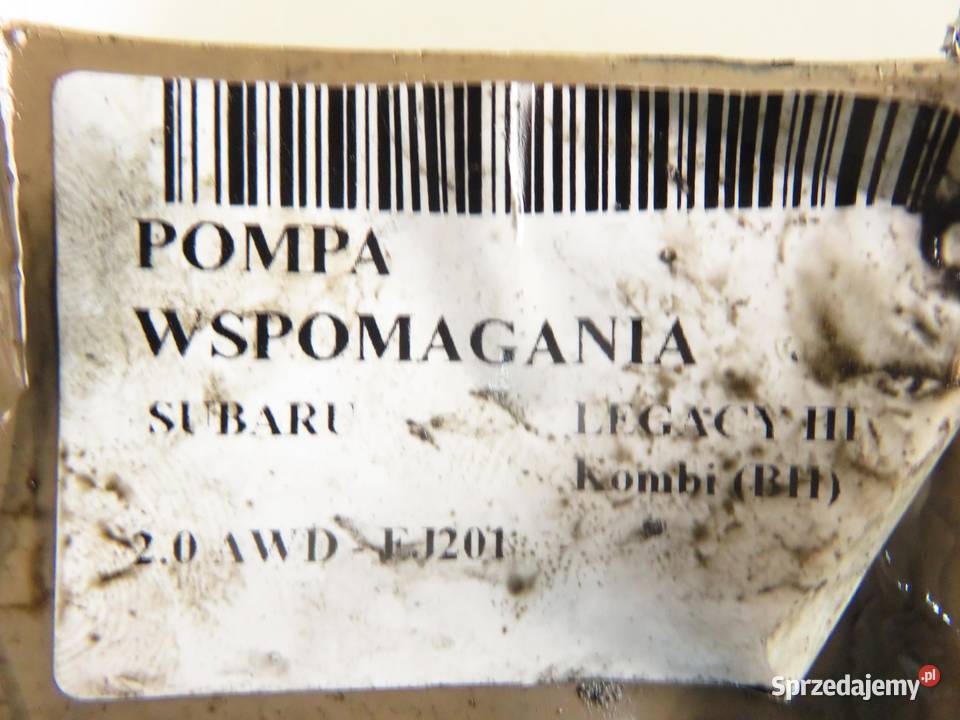 POMPA
WSPOMAGANIA
SUBARU LEGACY III
Kombi (BH)
2.0 AWD - EJ201
Sprzedajemy.pl